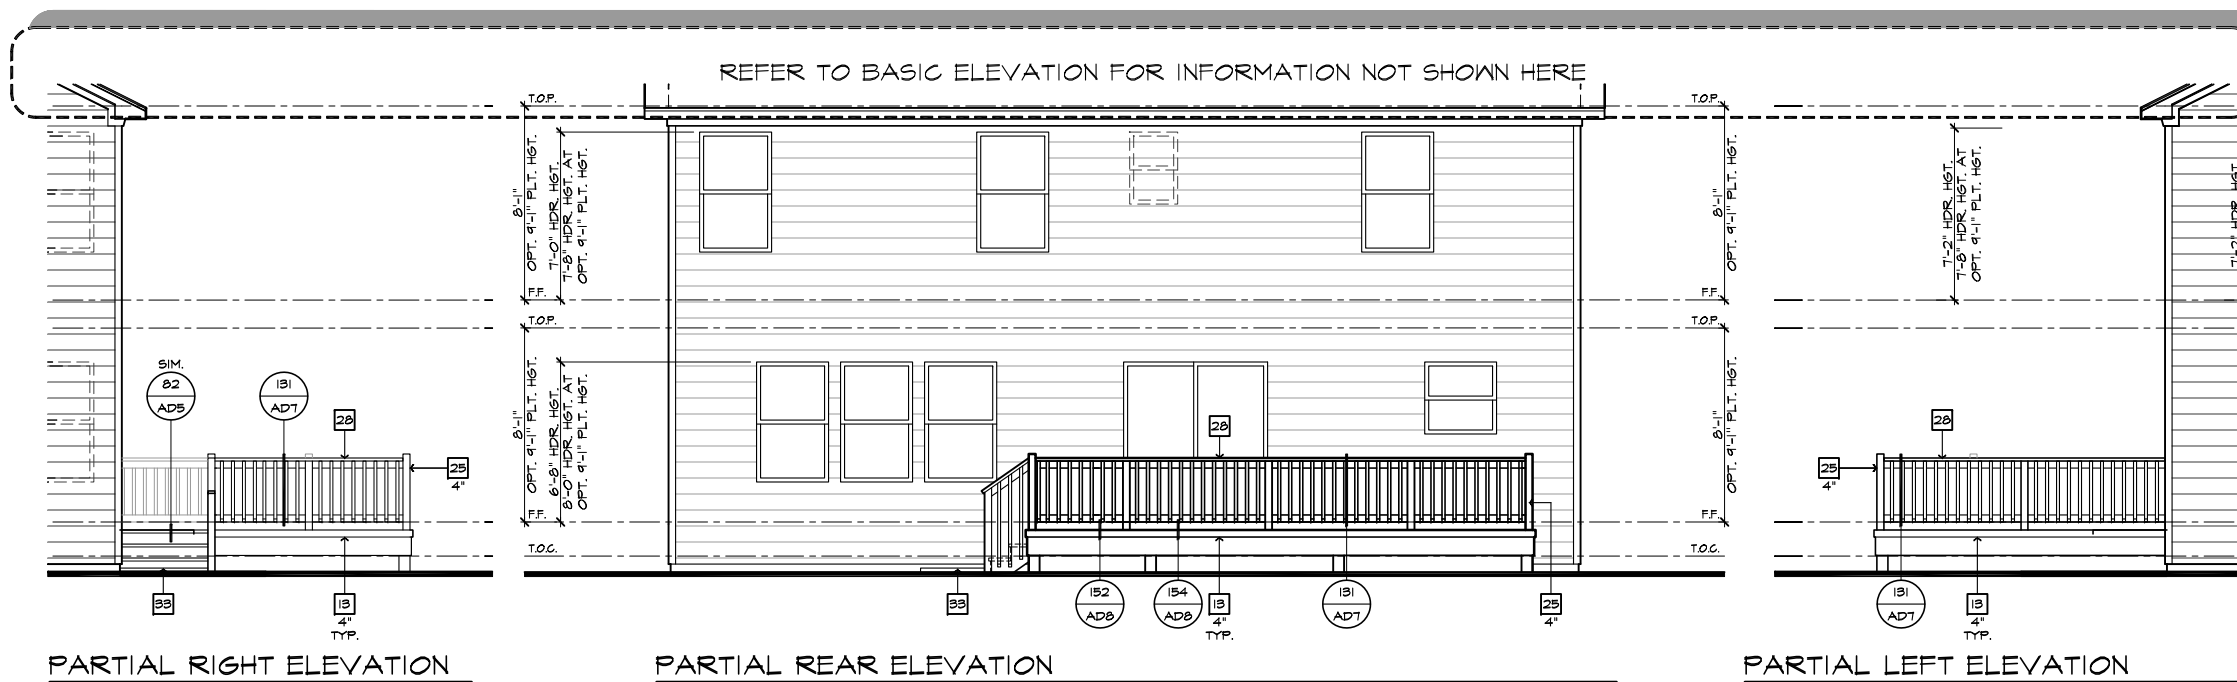 REFER TO BASIC ELEVATION FOR INFORMATION NOT SHOWN HERE
T.O.P.
8'-1"
OPT. 9'-1" PLT. HGT.
7'-0" HDR. HGT.
7'-8" HDR. HGT. AT
OPT. 9'-1" PLT. HGT.
F.F.
T.O.P.
8'-1"
OPT. 9'-1" PLT. HGT.
6'-8" HDR. HGT.
8'-0" HDR. HGT. AT
OPT. 9'-1" PLT. HGT.
F.F.
T.O.C.
SIM.
82
AD5
131
AD7
28
25
4"
33
13
4"
TYP.
PARTIAL RIGHT ELEVATION
28
33
152
AD8
154
AD8
13
4"
TYP.
131
AD7
25
4"
PARTIAL REAR ELEVATION
T.O.P.
8'-1"
OPT. 9'-1" PLT. HGT.
F.F.
T.O.P.
8'-1"
OPT. 9'-1" PLT. HGT.
F.F.
T.O.C.
7'-2" HDR. HGT.
7'-8" HDR. HGT. AT
OPT. 9'-1" PLT. HGT.
7'-2" HDR. HGT.
28
25
4"
131
AD7
13
4"
TYP.
PARTIAL LEFT ELEVATION